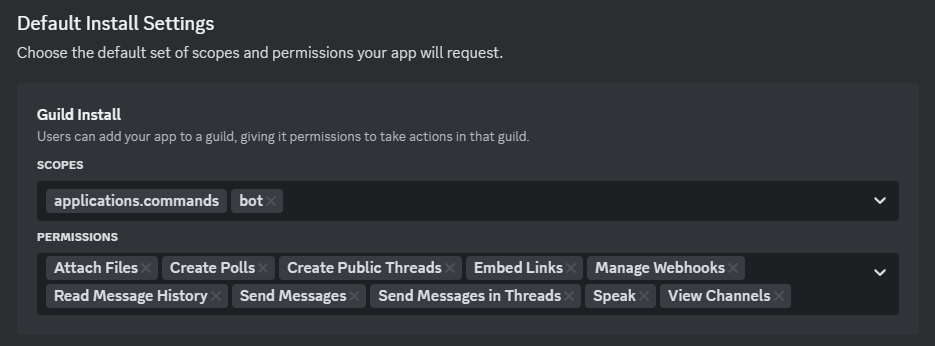 Default Install Settings
Choose the default set of scopes and permissions your app will request.
Guild Install
Users can add your app to a guild, giving it permissions to take actions in that guild.
SCOPES
applications.commands bot
PERMISSIONS
Attach Files Create Polls Create Public Threads Embed Links Manage Webhooks
Read Message History Send Messages Send Messages in Threads Speak View Channels